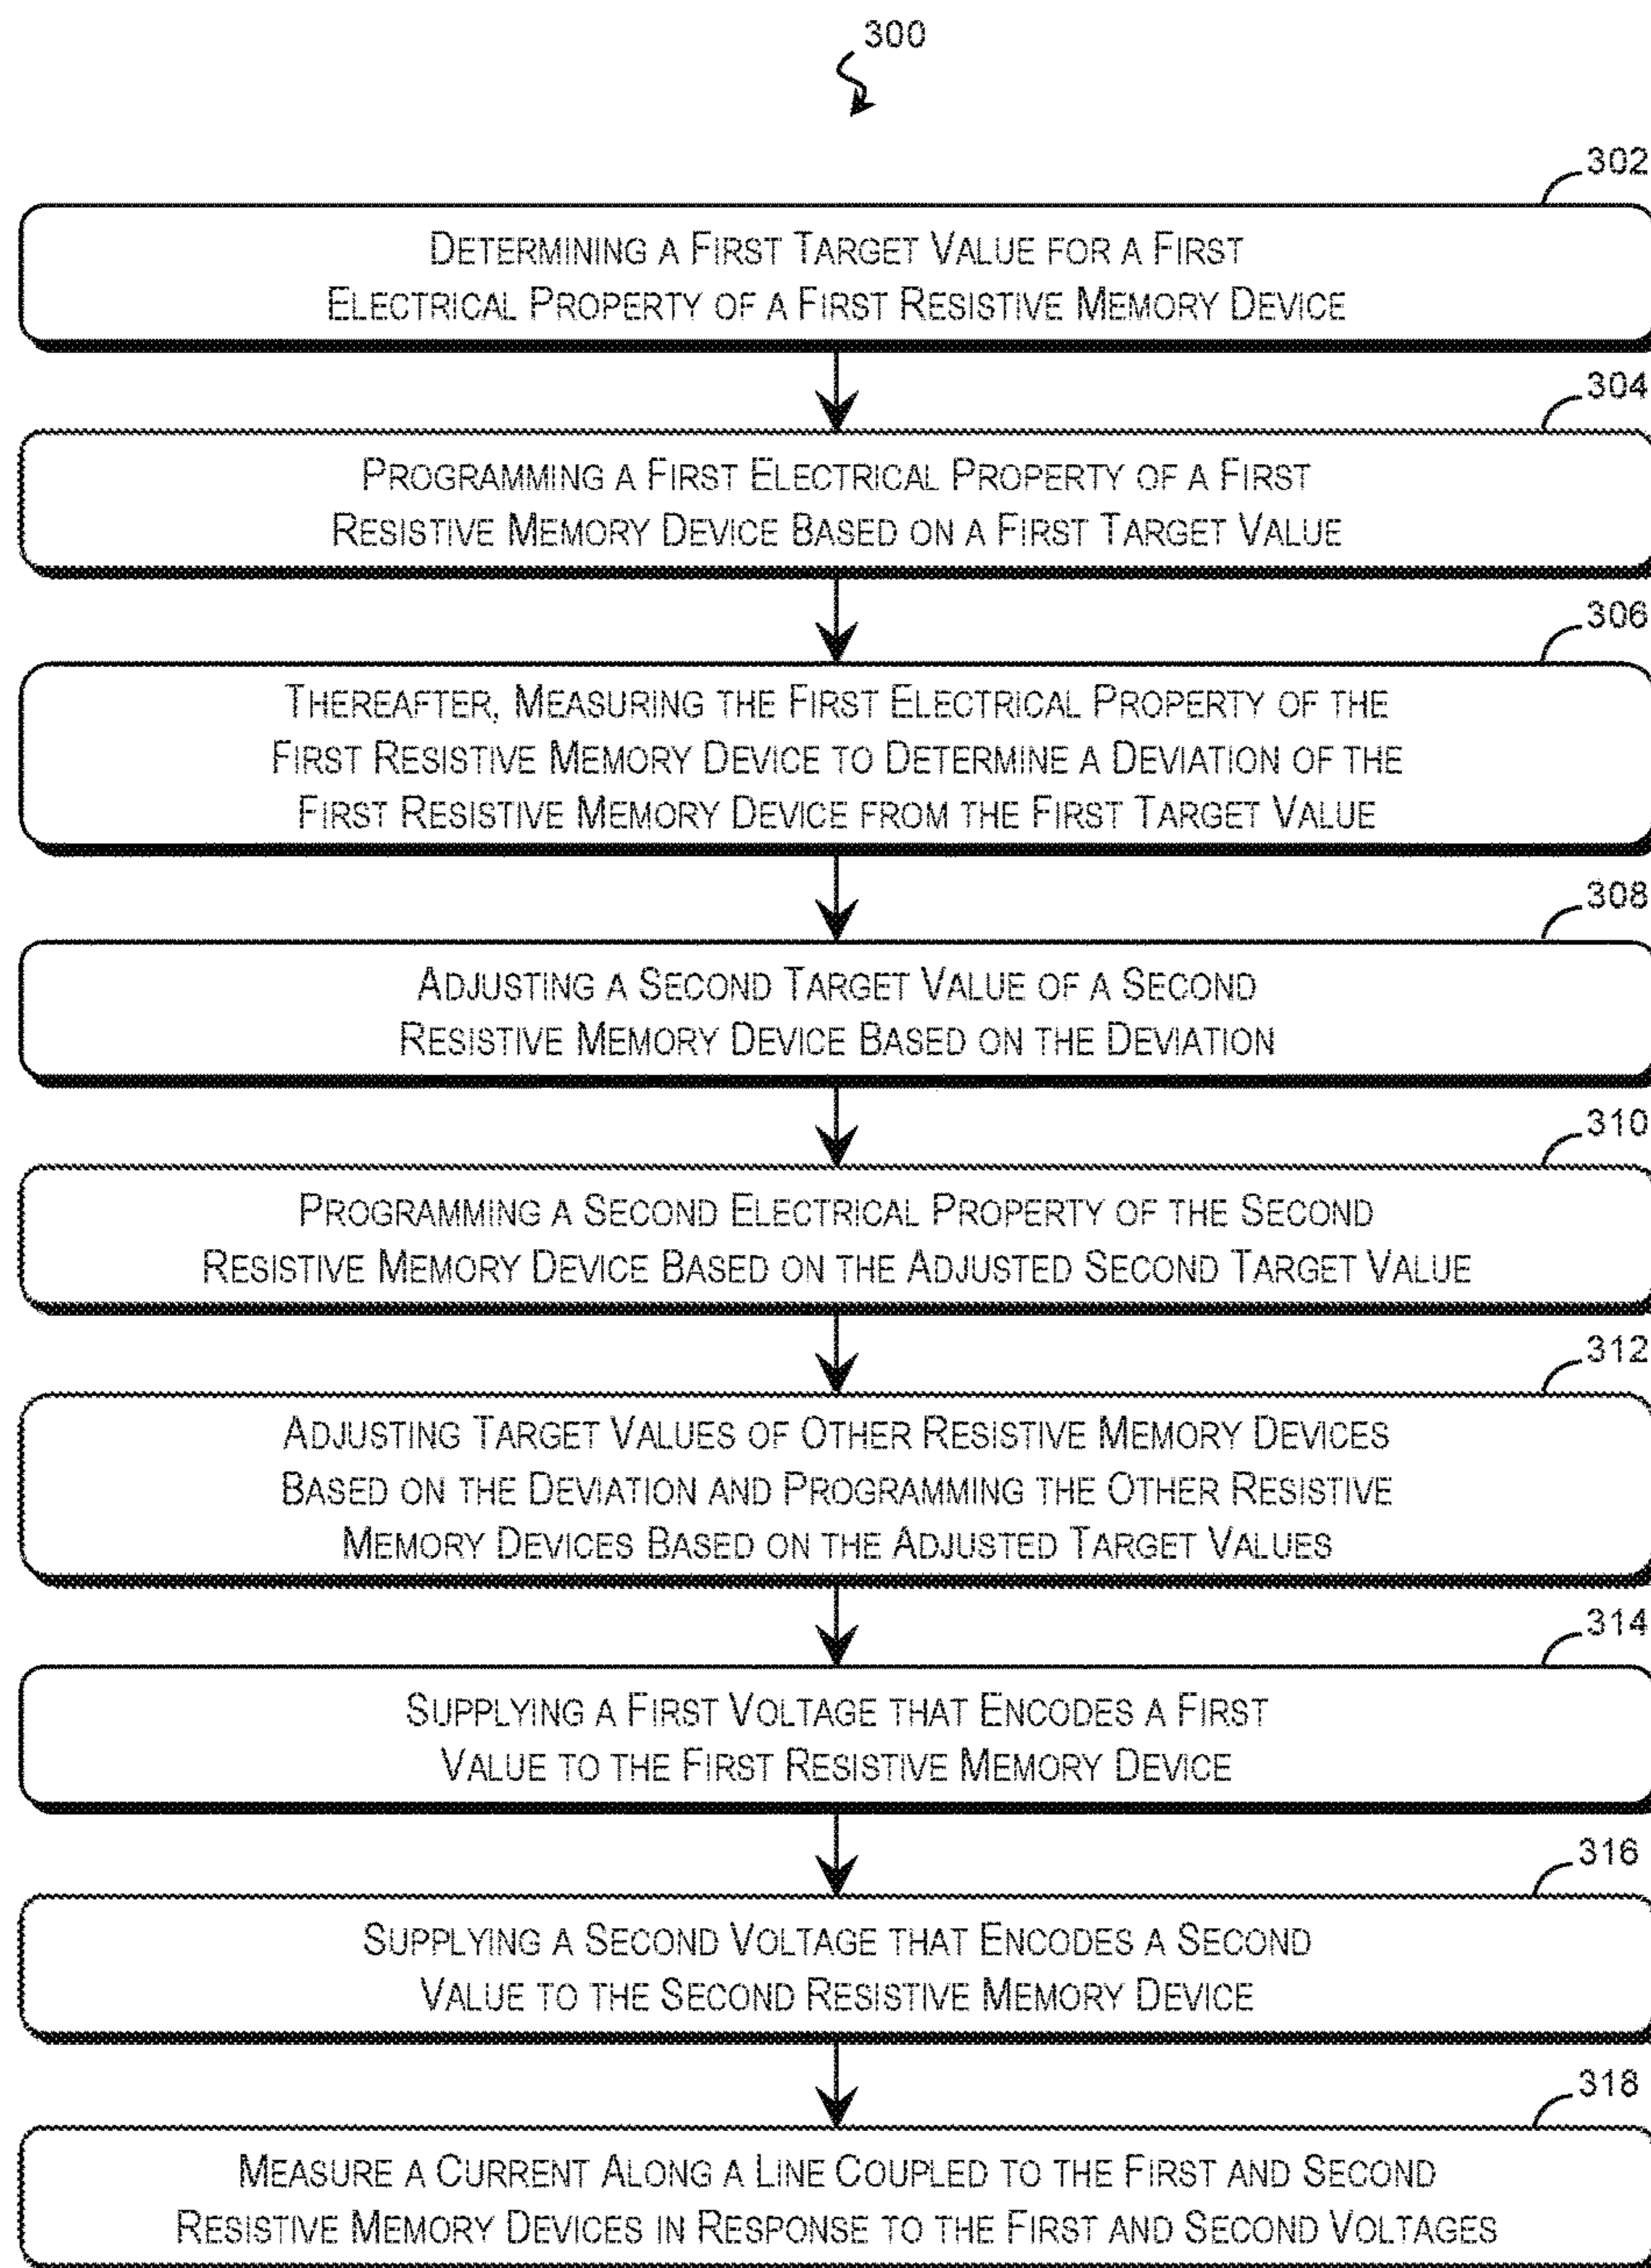 300
302
DETERMINING A FIRST TARGET VALUE FOR A FIRST
ELECTRICAL PROPERTY OF A FIRST RESISTIVE MEMORY DEVICE
304
PROGRAMMING A FIRST ELECTRICAL PROPERTY OF A FIRST
RESISTIVE MEMORY DEVICE BASED ON A FIRST TARGET VALUE
306
THEREAFTER, MEASURING THE FIRST ELECTRICAL PROPERTY OF THE
FIRST RESISTIVE MEMORY DEVICE TO DETERMINE A DEVIATION OF THE
FIRST RESISTIVE MEMORY DEVICE FROM THE FIRST TARGET VALUE
308
ADJUSTING A SECOND TARGET VALUE OF A SECOND
RESISTIVE MEMORY DEVICE BASED ON THE DEVIATION
310
PROGRAMMING A SECOND ELECTRICAL PROPERTY OF THE SECOND
RESISTIVE MEMORY DEVICE BASED ON THE ADJUSTED SECOND TARGET VALUE
312
ADJUSTING TARGET VALUES OF OTHER RESISTIVE MEMORY DEVICES
BASED ON THE DEVIATION AND PROGRAMMING THE OTHER RESISTIVE
MEMORY DEVICES BASED ON THE ADJUSTED TARGET VALUES
314
SUPPLYING A FIRST VOLTAGE THAT ENCODES A FIRST
VALUE TO THE FIRST RESISTIVE MEMORY DEVICE
316
SUPPLYING A SECOND VOLTAGE THAT ENCODES A SECOND
VALUE TO THE SECOND RESISTIVE MEMORY DEVICE
318
MEASURE A CURRENT ALONG A LINE COUPLED TO THE FIRST AND SECOND
RESISTIVE MEMORY DEVICES IN RESPONSE TO THE FIRST AND SECOND VOLTAGES